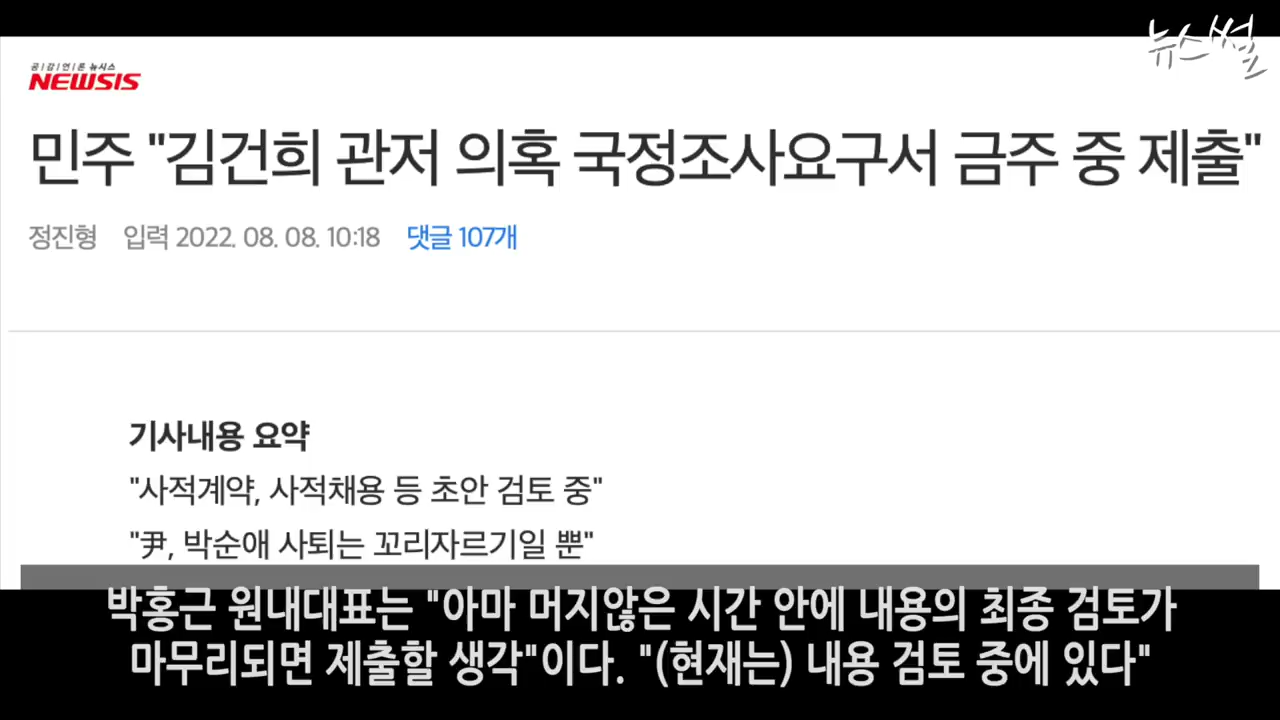 뉴스썰
공|감|언|론 뉴시스
NEWSIS
민주 "김건희 관저 의혹 국정조사요구서 금주 중 제출"
정진형 입력 2022. 08. 08. 10:18 댓글 107개
기사내용 요약
"사적계약, 사적채용 등 초안 검토 중"
"尹, 박순애 사퇴는 꼬리자르기일 뿐"
박홍근 원내대표는 "아마 머지않은 시간 안에 내용의 최종 검토가
마무리되면 제출할 생각"이다. "(현재는) 내용 검토 중에 있다"